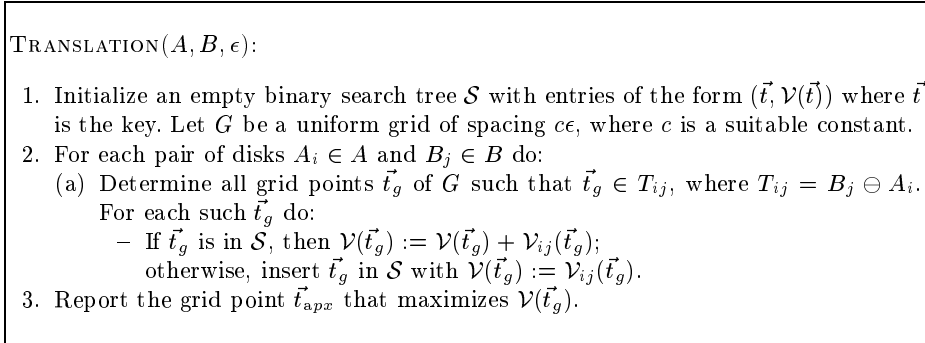 TRANSLATION(A, B, ϵ):
1. Initialize an empty binary search tree 𝒮 with entries of the form (t⃗, 𝒱(t⃗)) where t⃗
is the key. Let G be a uniform grid of spacing cϵ, where c is a suitable constant.
2. For each pair of disks A_i ∈ A and B_j ∈ B do:
(a) Determine all grid points t⃗_g of G such that t⃗_g ∈ T_ij, where T_ij = B_j ⊖ A_i.
For each such t⃗_g do:
– If t⃗_g is in 𝒮, then 𝒱(t⃗_g) := 𝒱(t⃗_g) + 𝒱_ij(t⃗_g);
otherwise, insert t⃗_g in 𝒮 with 𝒱(t⃗_g) := 𝒱_ij(t⃗_g).
3. Report the grid point t⃗_apx that maximizes 𝒱(t⃗_g).